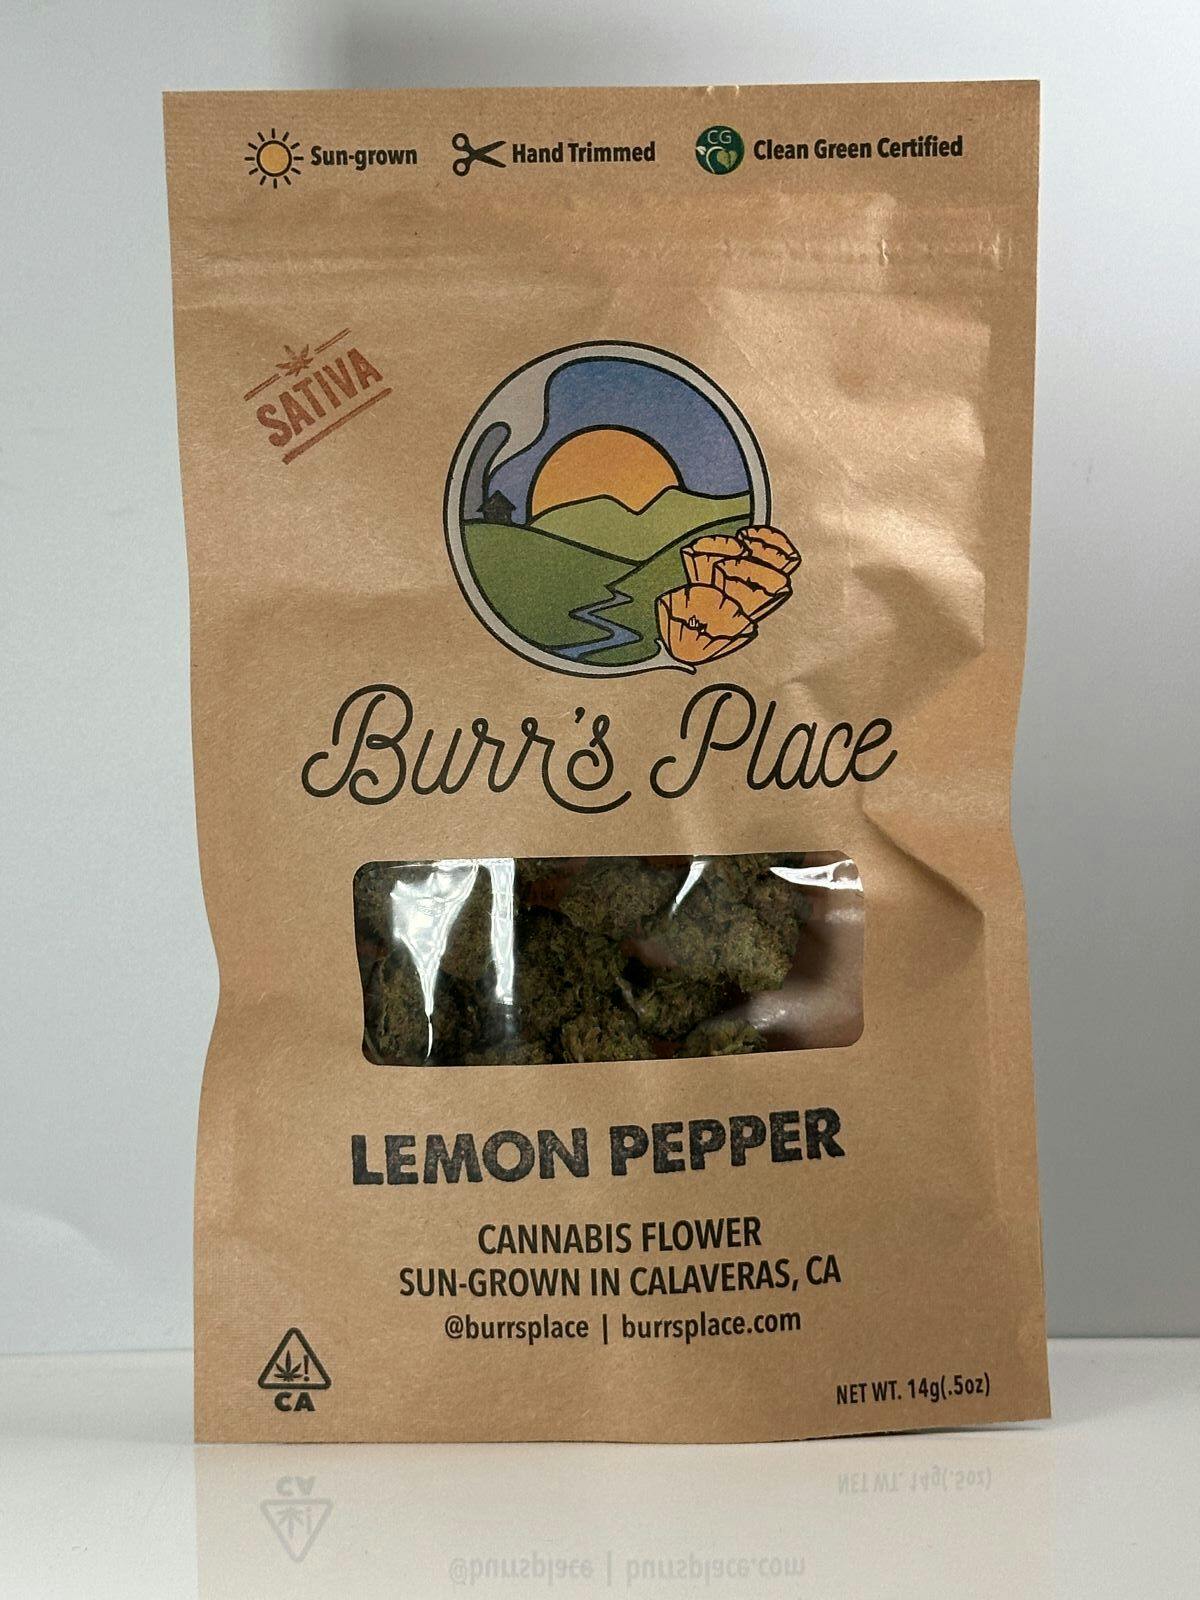 Sun-grown Hand Trimmed CG Clean Green Certified
SATIVA
Burr's Place
LEMON PEPPER
CANNABIS FLOWER
SUN-GROWN IN CALAVERAS, CA
@burrsplace | burrsplace.com
!
CA
NET WT. 14g(.5oz)